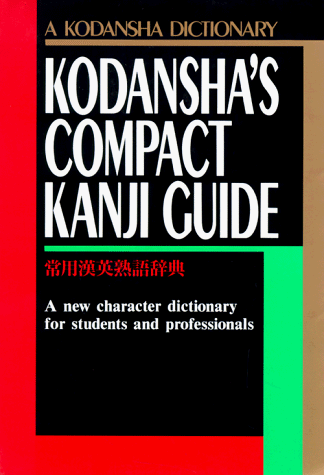 A KODANSHA DICTIONARY
KODANSHA'S
COMPACT
KANJI GUIDE
常用漢英熟語辞典
A new character dictionary
for students and professionals